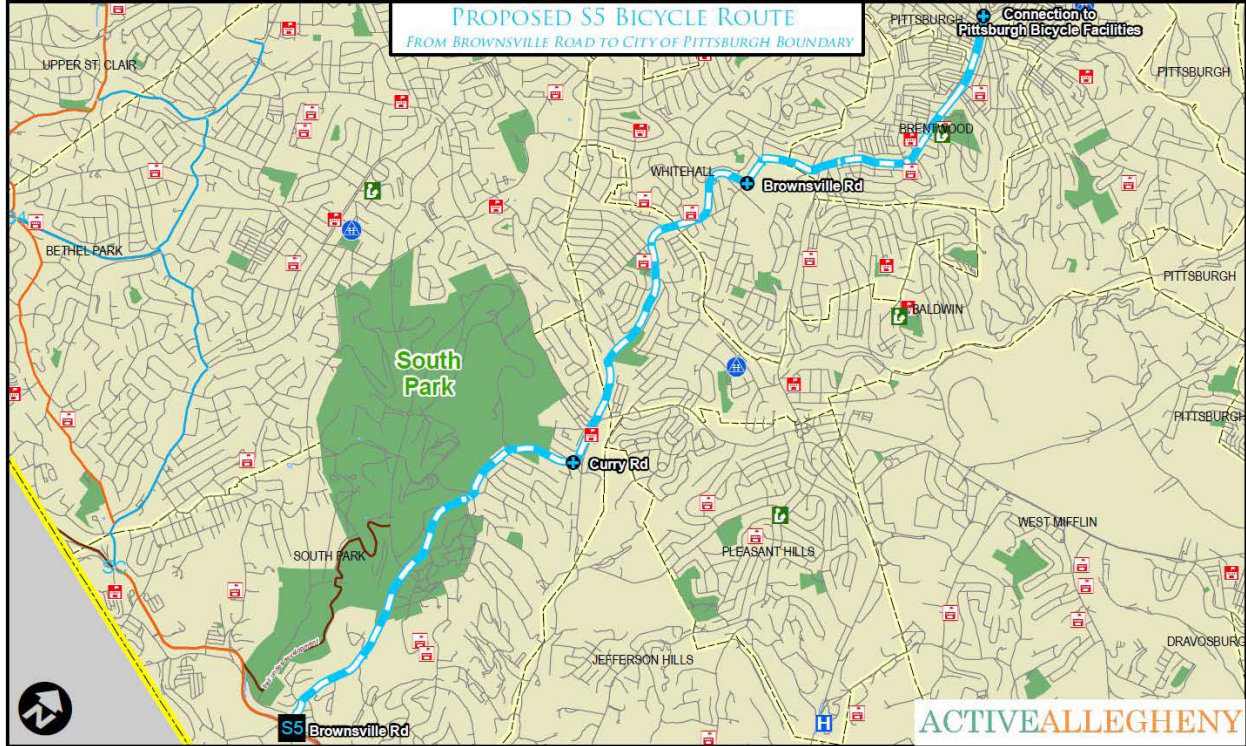 PROPOSED S5 BICYCLE ROUTE
FROM BROWNSVILLE ROAD TO CITY OF PITTSBURGH BOUNDARY
PITTSBURGH
Connection to
Pittsburgh Bicycle Facilities
UPPER ST. CLAIR
PITTSBURGH
BRENTWOOD
WHITEHALL
Brownsville Rd
S4
BETHEL PARK
PITTSBURGH
BALDWIN
South
Park
PITTSBURGH
Curry Rd
WEST MIFFLIN
PLEASANT HILLS
SOUTH PARK
DRAVOSBURG
JEFFERSON HILLS
N
S5
Brownsville Rd
H
ACTIVEALLEGHENY